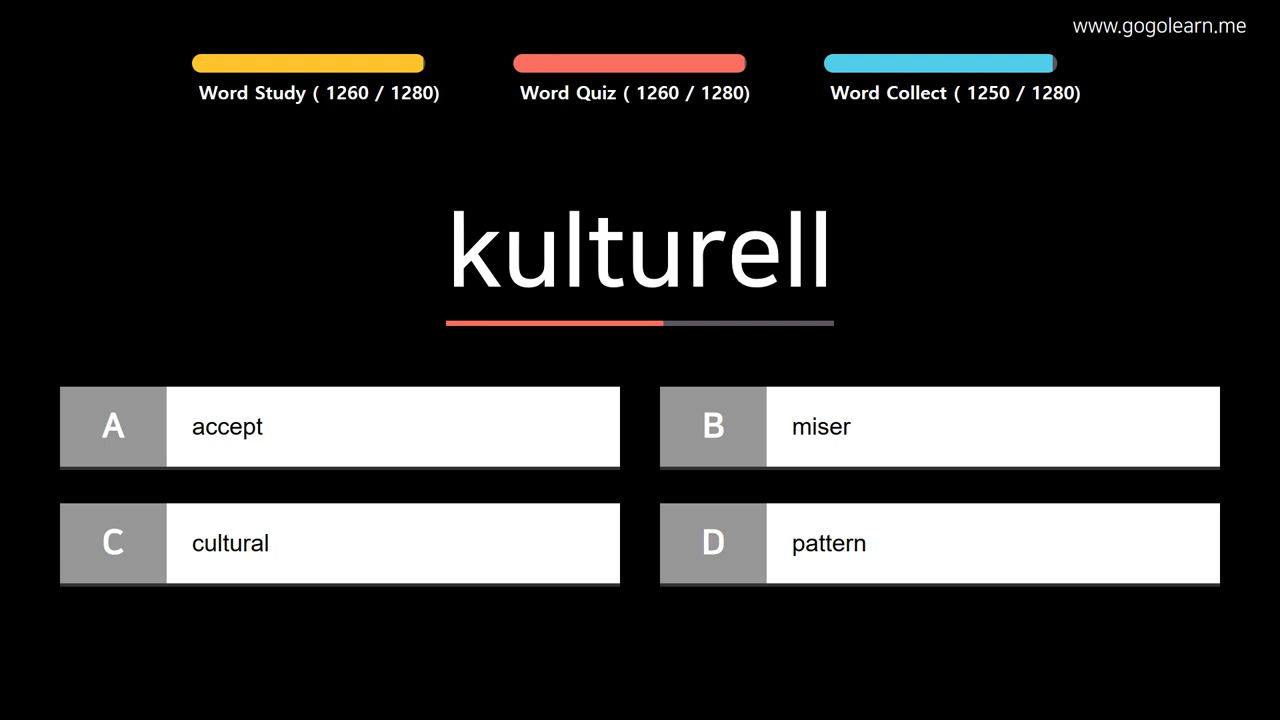 www.gogolearn.me
Word Study ( 1260 / 1280)
Word Quiz ( 1260 / 1280)
Word Collect ( 1250 / 1280)
kulturell
A accept
B miser
C cultural
D pattern